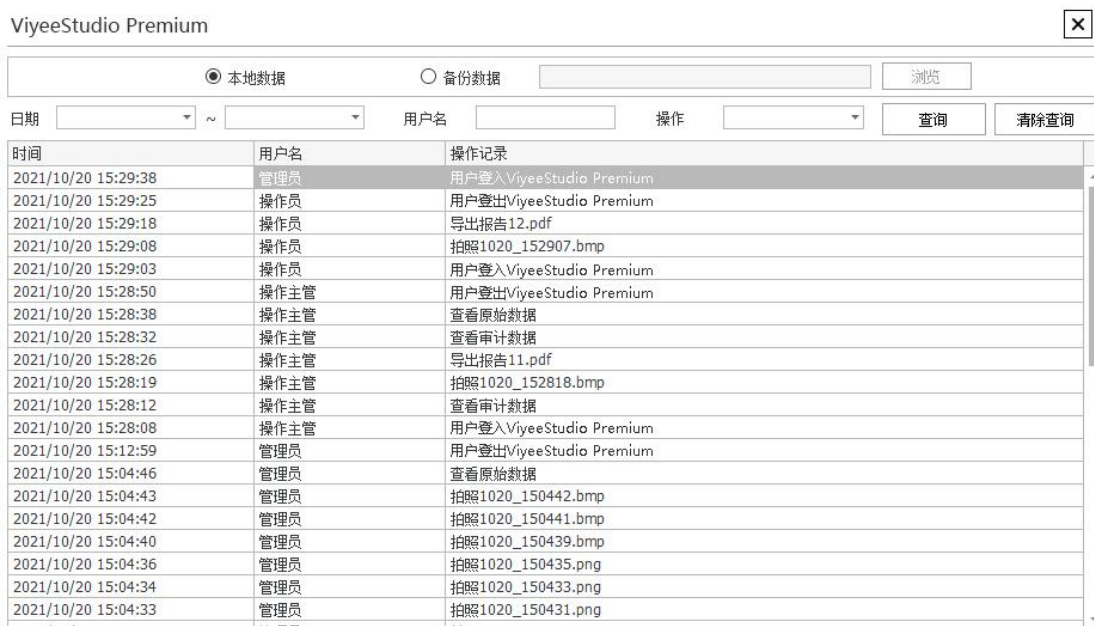 ViyeeStudio Premium
本地数据 备份数据 浏览
日期 ~ 用户名 操作 查询 清除查询
时间 用户名 操作记录
2021/10/20 15:29:38 管理员 用户登入ViyeeStudio Premium
2021/10/20 15:29:25 操作员 用户登出ViyeeStudio Premium
2021/10/20 15:29:18 操作员 导出报告12.pdf
2021/10/20 15:29:08 操作员 拍照1020_152907.bmp
2021/10/20 15:29:03 操作员 用户登入ViyeeStudio Premium
2021/10/20 15:28:50 操作主管 用户登出ViyeeStudio Premium
2021/10/20 15:28:38 操作主管 查看原始数据
2021/10/20 15:28:32 操作主管 查看审计数据
2021/10/20 15:28:26 操作主管 导出报告11.pdf
2021/10/20 15:28:19 操作主管 拍照1020_152818.bmp
2021/10/20 15:28:12 操作主管 查看审计数据
2021/10/20 15:28:08 操作主管 用户登入ViyeeStudio Premium
2021/10/20 15:12:59 管理员 用户登出ViyeeStudio Premium
2021/10/20 15:04:46 管理员 查看原始数据
2021/10/20 15:04:43 管理员 拍照1020_150442.bmp
2021/10/20 15:04:42 管理员 拍照1020_150441.bmp
2021/10/20 15:04:40 管理员 拍照1020_150439.bmp
2021/10/20 15:04:36 管理员 拍照1020_150435.png
2021/10/20 15:04:34 管理员 拍照1020_150433.png
2021/10/20 15:04:33 管理员 拍照1020_150431.png